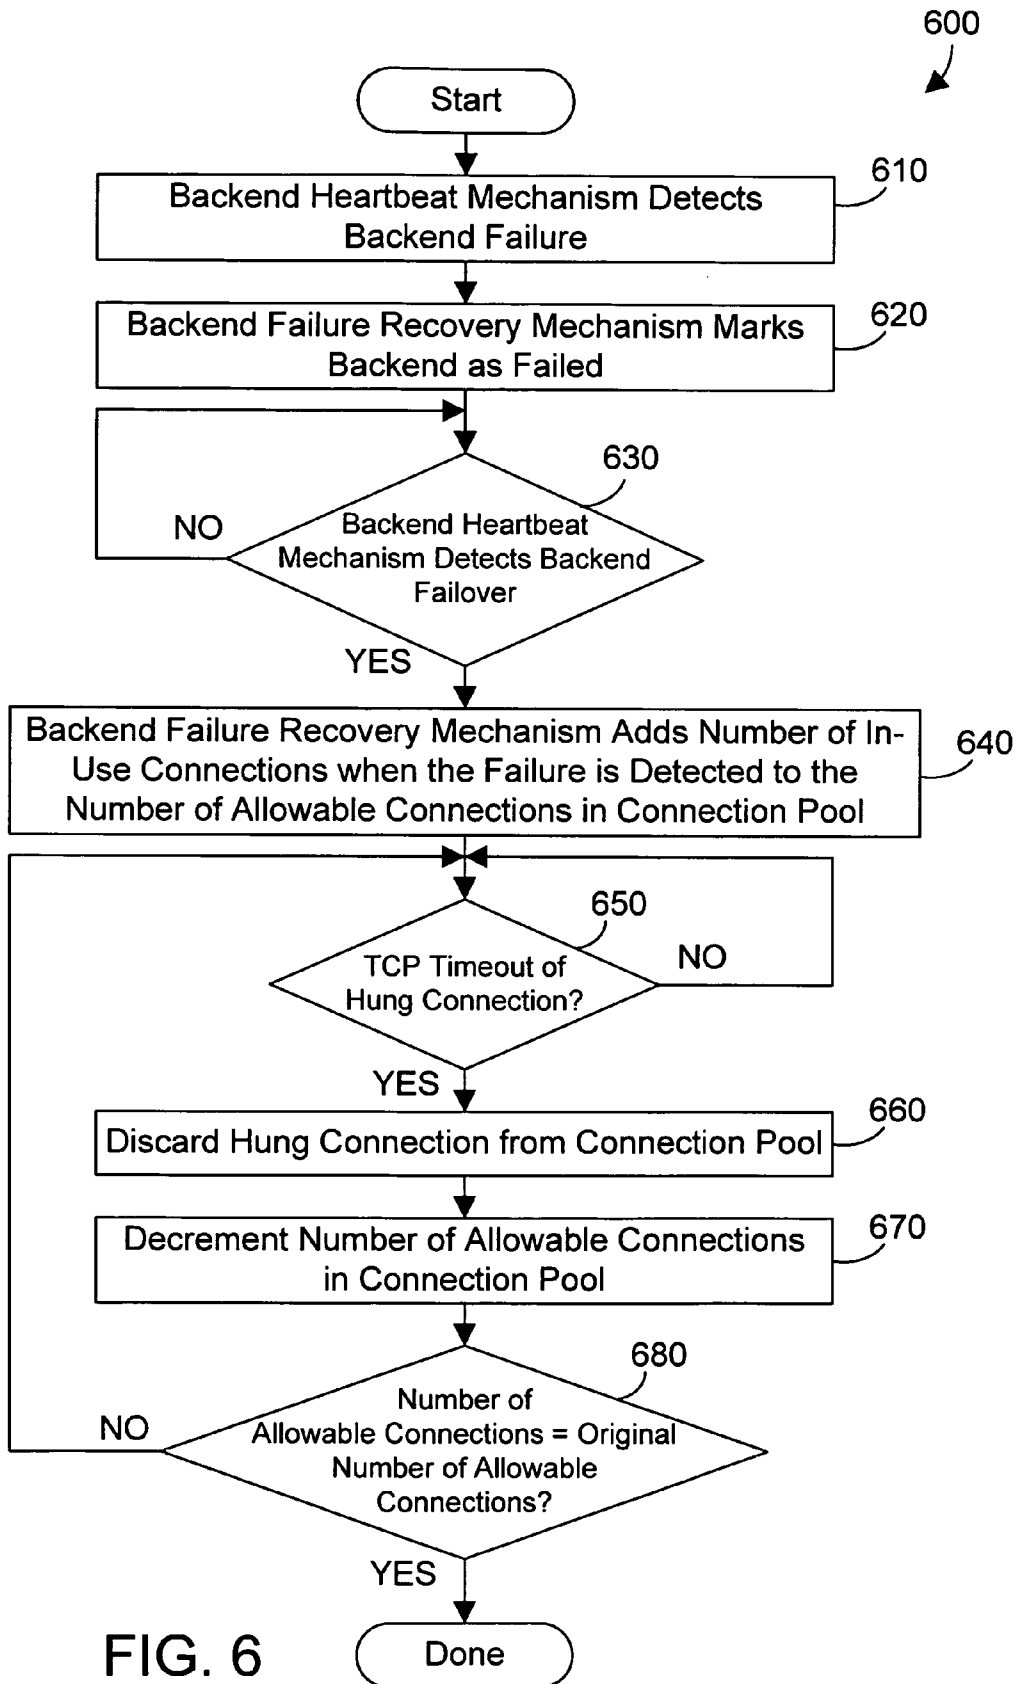 600
Start
610
Backend Heartbeat Mechanism Detects
Backend Failure
620
Backend Failure Recovery Mechanism Marks
Backend as Failed
630
NO
Backend Heartbeat
Mechanism Detects Backend
Failover
YES
640
Backend Failure Recovery Mechanism Adds Number of In-
Use Connections when the Failure is Detected to the
Number of Allowable Connections in Connection Pool
650
NO
TCP Timeout of
Hung Connection?
YES
660
Discard Hung Connection from Connection Pool
670
Decrement Number of Allowable Connections
in Connection Pool
680
NO
Number of
Allowable Connections = Original
Number of Allowable
Connections?
YES
Done
FIG. 6